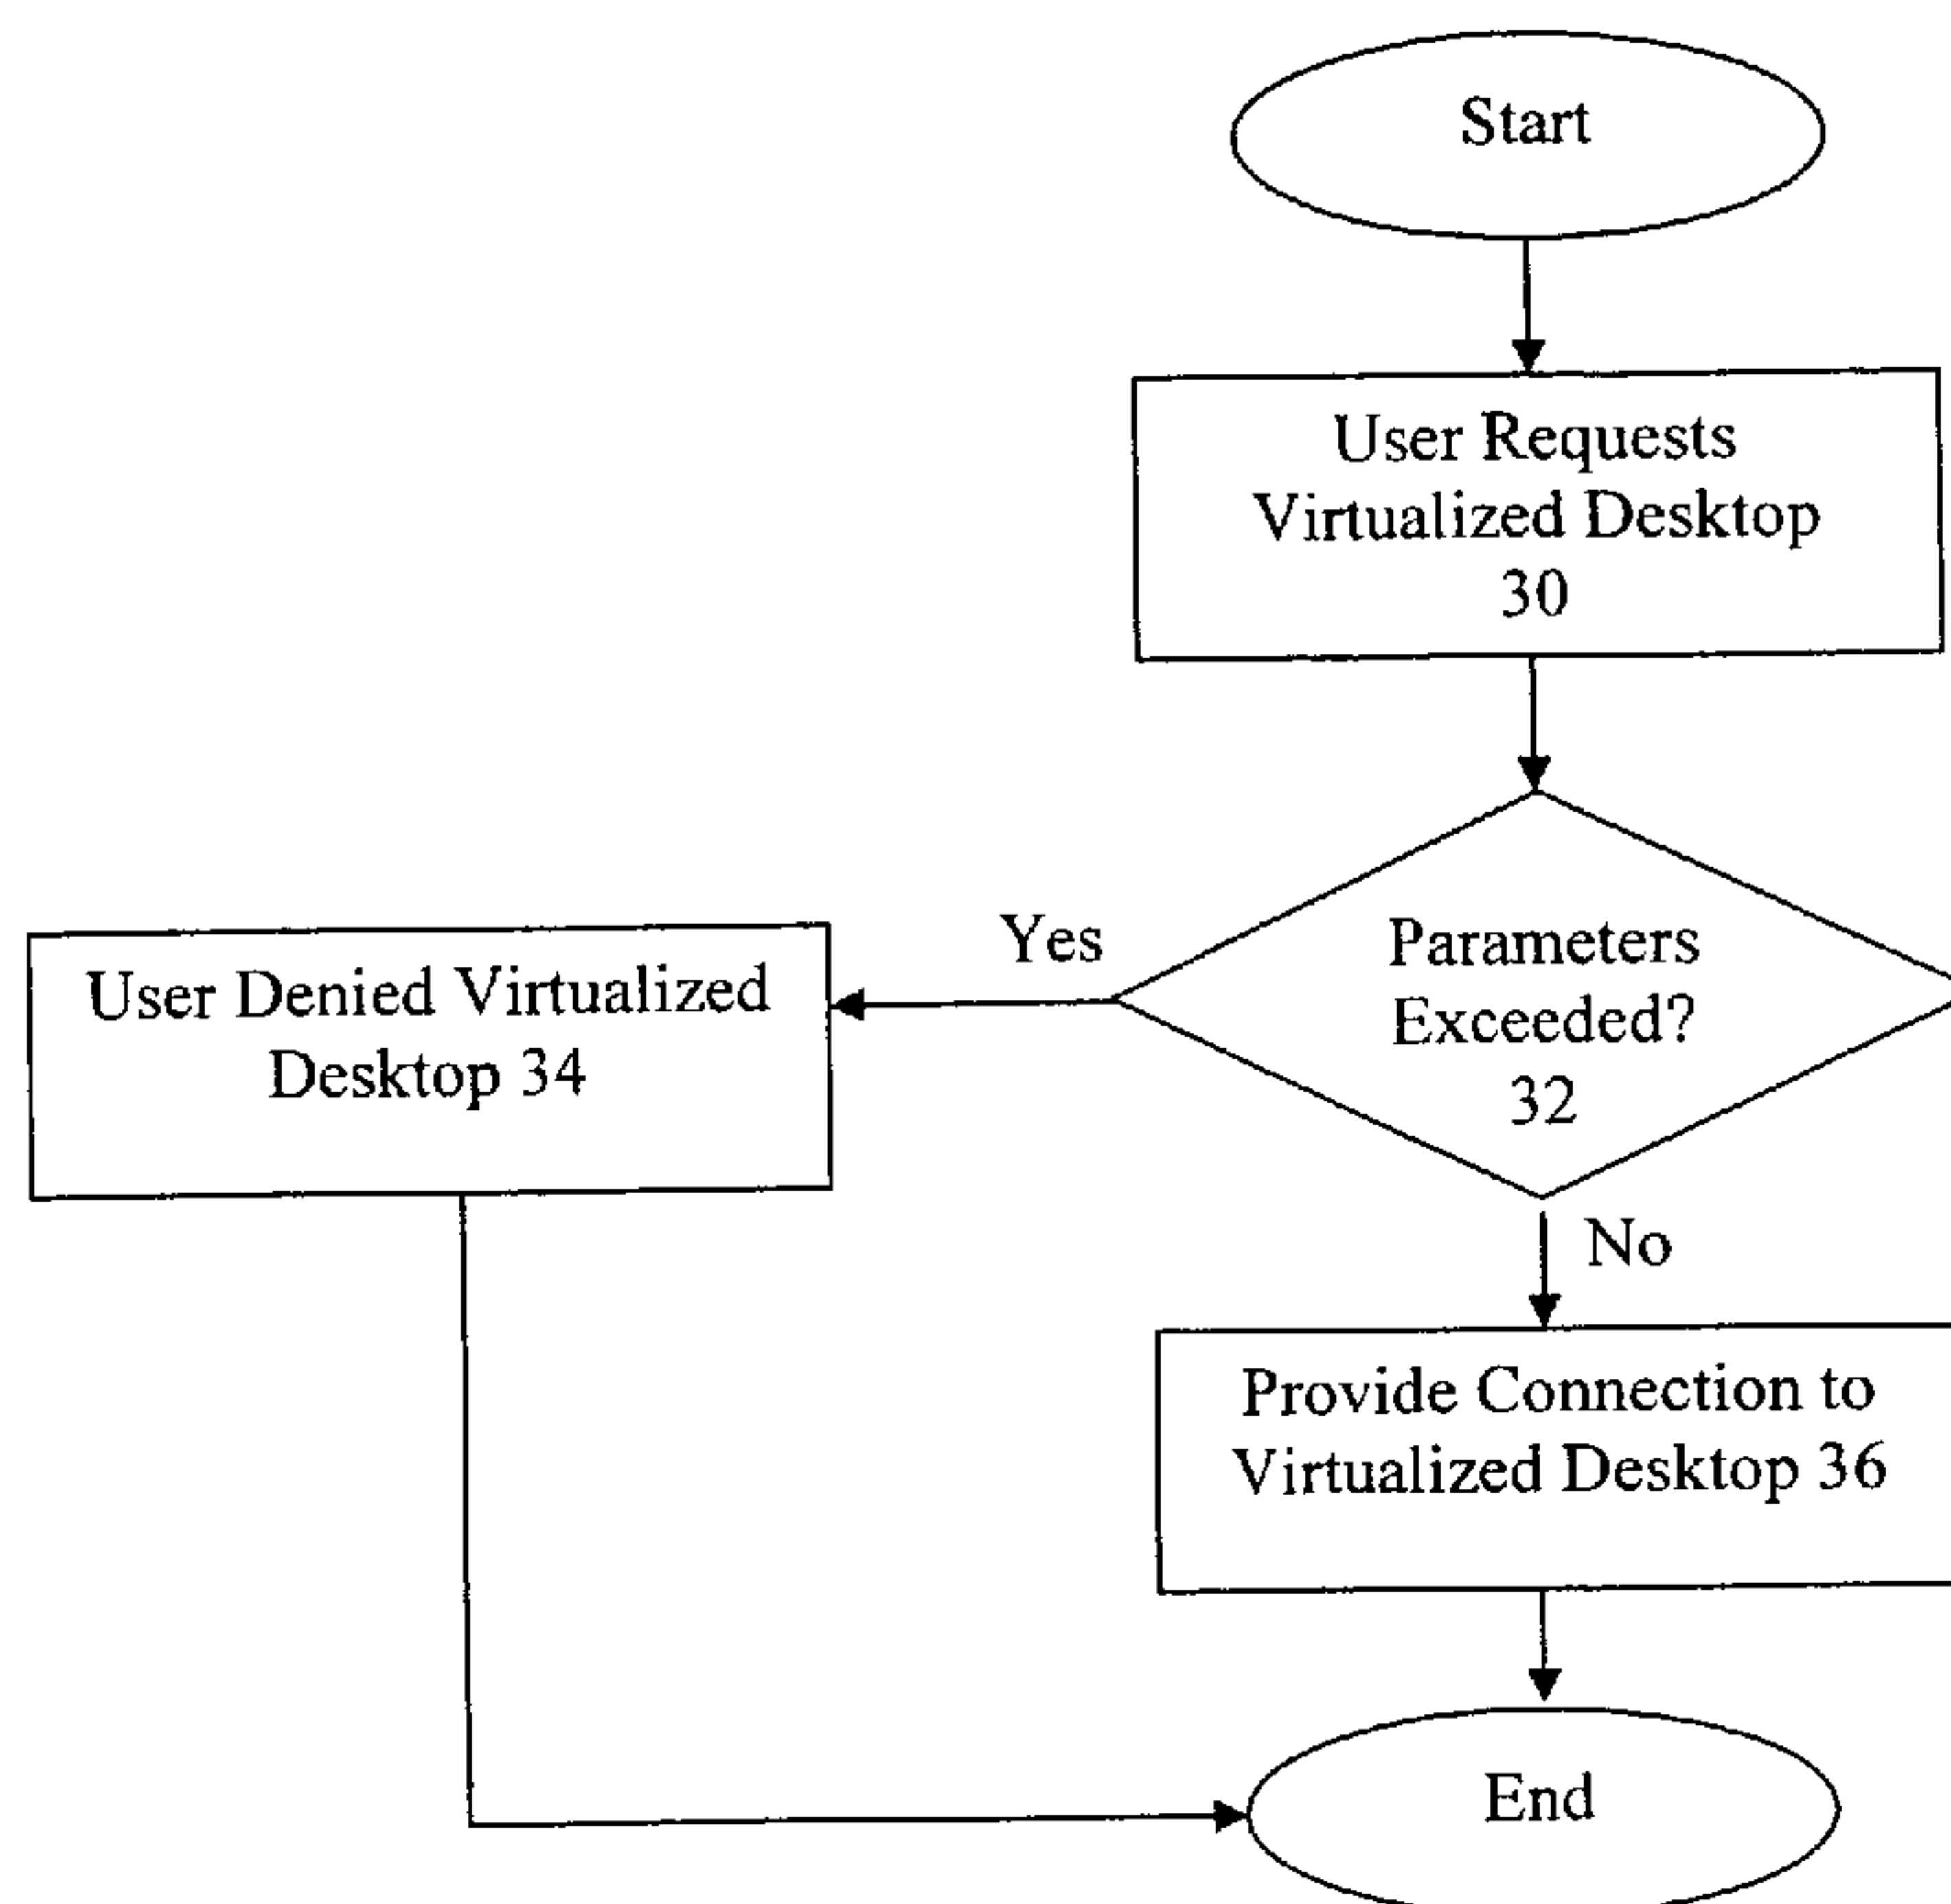 Start
User Requests
Virtualized Desktop
30
Parameters
Exceeded?
32
Yes
User Denied Virtualized
Desktop 34
No
Provide Connection to
Virtualized Desktop 36
End